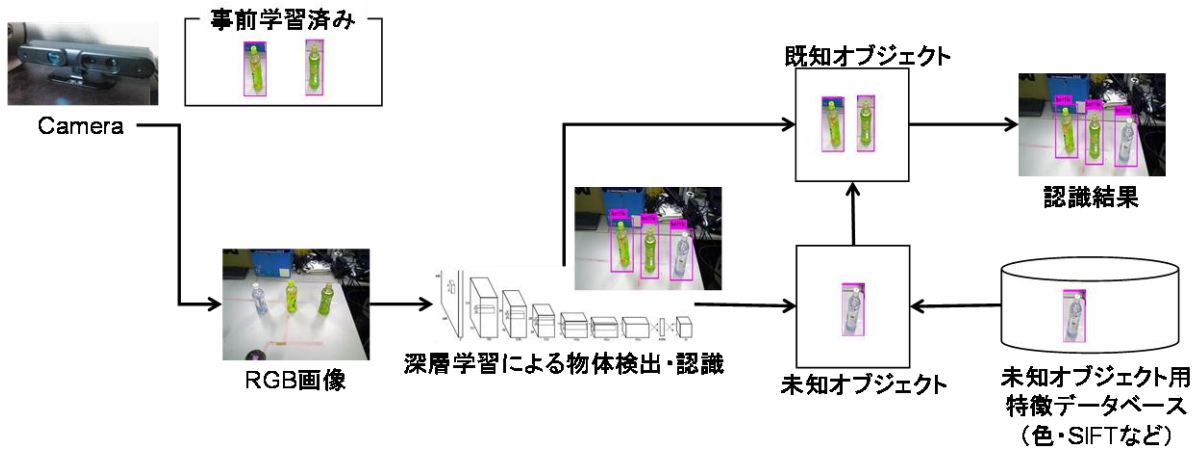 事前学習済み
Camera
既知オブジェクト
認識結果
RGB画像
深層学習による物体検出・認識
未知オブジェクト
未知オブジェクト用
特徴データベース
（色・SIFTなど）